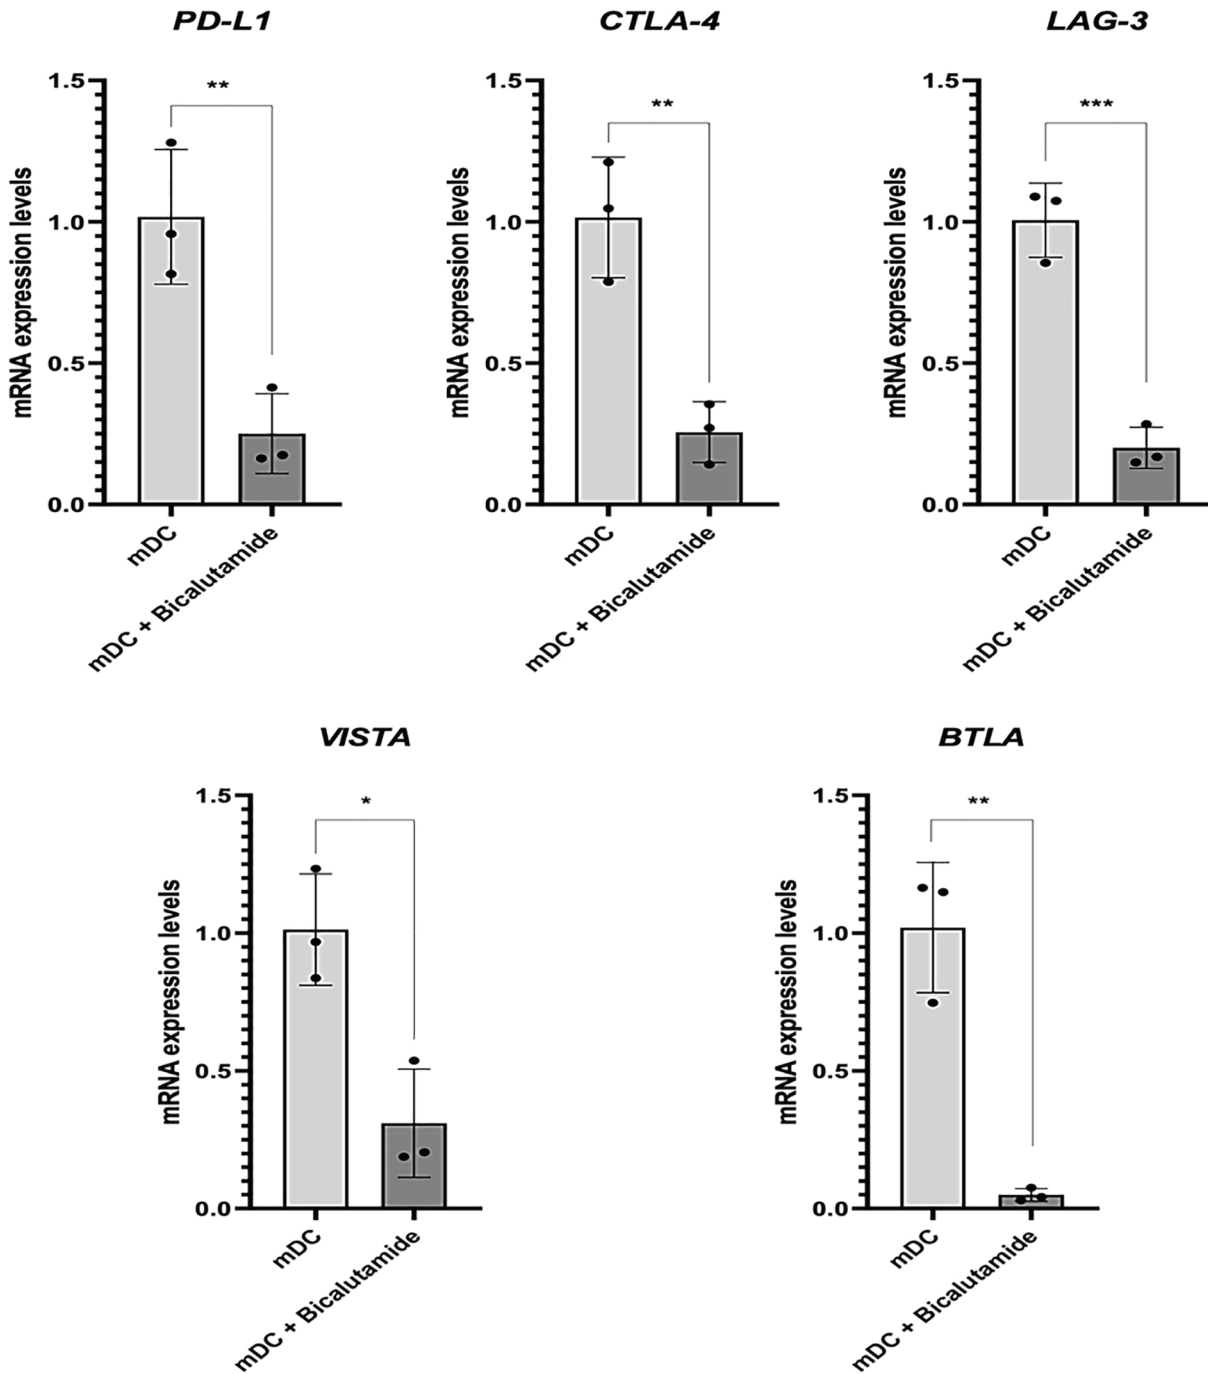 PD-L1
CTLA-4
LAG-3
1.5
**
1.0
0.5
0.0
mRNA expression levels
mDC
mDC + Bicalutamide
1.5
**
1.0
0.5
0.0
mRNA expression levels
mDC
mDC + Bicalutamide
1.5
***
1.0
0.5
0.0
mRNA expression levels
mDC
mDC + Bicalutamide
VISTA
BTLA
1.5
*
1.0
0.5
0.0
mRNA expression levels
mDC
mDC + Bicalutamide
1.5
**
1.0
0.5
0.0
mRNA expression levels
mDC
mDC + Bicalutamide